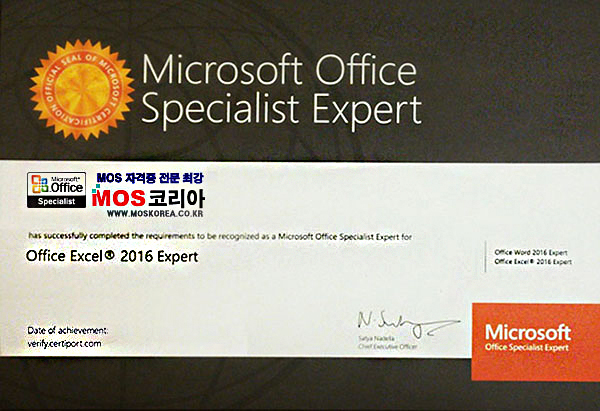 OFFICIAL SEAL OF MICROSOFT CERTIFICATION
Microsoft Office
Specialist Expert
Microsoft®
Office
Specialist
MOS 자격증 전문 최강
MOS코리아
WWW.MOSKOREA.CO.KR
has successfully completed the requirements to be recognized as a Microsoft Office Specialist Expert for
Office Excel® 2016 Expert
Office Word 2016 Expert
Office Excel® 2016 Expert
Date of achievement:
verify.certiport.com
Satya Nadella
Chief Executive Officer
Microsoft
Office Specialist Expert